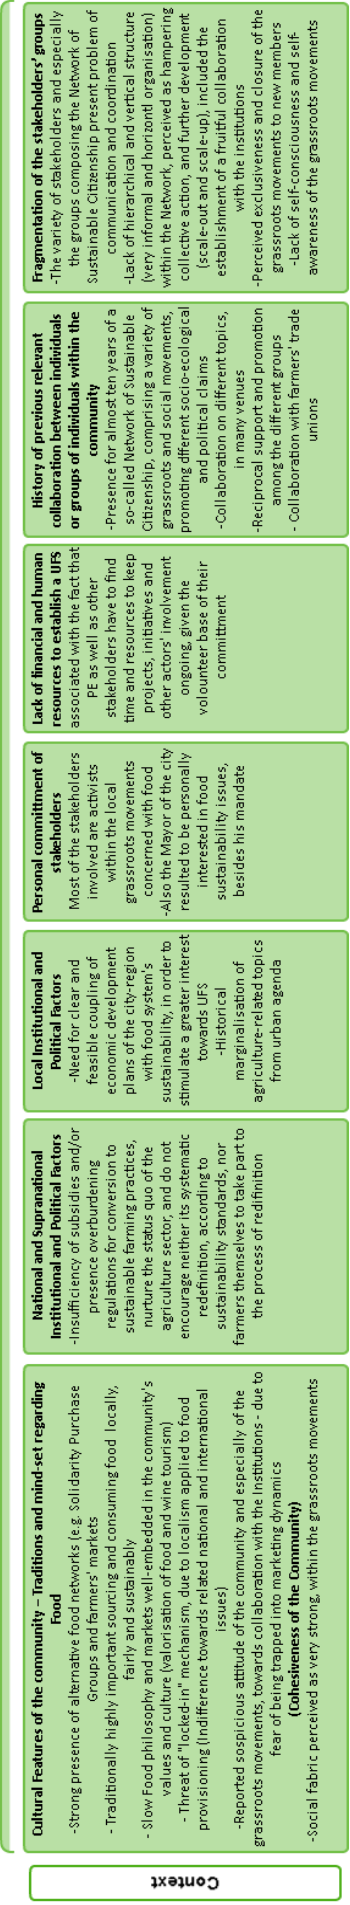 Context
Cultural Features of the community – Traditions and mind-set regarding
Food
-Strong presence of alternative food networks (e.g. Solidarity Purchase
Groups and farmers' markets
- Traditionally highly important sourcing and consuming food locally,
fairly and sustainably
- Slow Food philosophy and markets well-embedded in the community's
values and culture (valorisation of food and wine tourism)
- Threat of "locked-in" mechanism, due to localism applied to food
provisioning (Indifference towards related national and international
issues)
-Reported sospicious attitude of the community and especially of the
grassroots movements, towards collaboration with the Institutions - due to
fear of being trapped into marketing dynamics
(Cohesiveness of the Community)
-Social fabric perceived as very strong, within the grassroots movements
National and Supranational
Institutional and Political Factors
-Insufficiency of subsidies and/or
presence overburdening
regulations for conversion to
sustainable farming practices,
nurture the status quo of the
agriculture sector, and do not
encourage neither its systematic
redefinition, according to
sustainability standards, nor
farmers themselves to take part to
the process of redifinition
Local Institutional and
Political Factors
-Need for clear and
feasible coupling of
economic development
plans of the city-region
with food system's
sustainability, in order to
stimulate a greater interest
towards UFS
-Historical
marginalisation of
agriculture-related topics
from urban agenda
Personal committment of
stakeholders
Most of the stakeholders
involved are activists
within the local
grassroots movements
concerned with food
-Also the Mayor of the city
resulted to be personally
interested in food
sustainability issues,
besides his mandate
Lack of financial and human
resources to establish a UFS
associated with the fact that
PE as well as other
stakeholders have to find
time and resources to keep
projects, initiatives and
other actors' involvement
ongoing, given the
volounteer base of their
committment
History of previous relevant
collaboration between individuals
or groups of individuals within the
community
-Presence for almost ten years of a
so-called Network of Sustainable
Citizenship, comprising a variety of
grassroots and social movements,
promoting different socio-ecological
and political claims
-Collaboration on different topics,
in many venues
-Reciprocal support and promotion
among the different groups
- Collaboration with farmers' trade
unions
Fragmentation of the stakeholders' groups
-The variety of stakeholders and especially
the groups composing the Network of
Sustainable Citizenship present problem of
communication and coordination
-Lack of hierarchical and vertical structure
(very informal and horizontl organisation)
within the Network, perceived as hampering
collective action, and further development
(scale-out and scale-up), included the
establishment of a fruitful collaboration
with the institutions
-Perceived exclusiveness and closure of the
grassroots movements to new members
-Lack of self-consciousness and self-
awareness of the grassroots movements